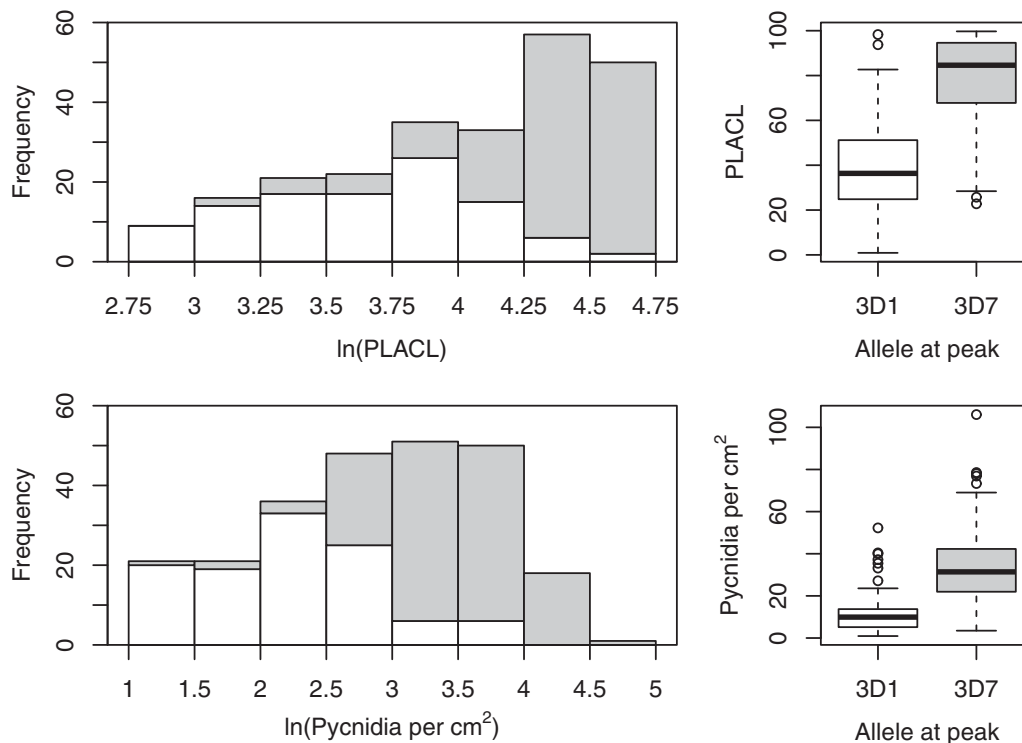 60
40
20
0
Frequency
2.75 3 3.25 3.5 3.75 4 4.25 4.5 4.75
ln(PLACL)
100
60
20
0
PLACL
3D1 3D7
Allele at peak
60
40
20
0
Frequency
1 1.5 2 2.5 3 3.5 4 4.5 5
ln(Pycnidia per cm²)
100
60
20
0
Pycnidia per cm²
3D1 3D7
Allele at peak